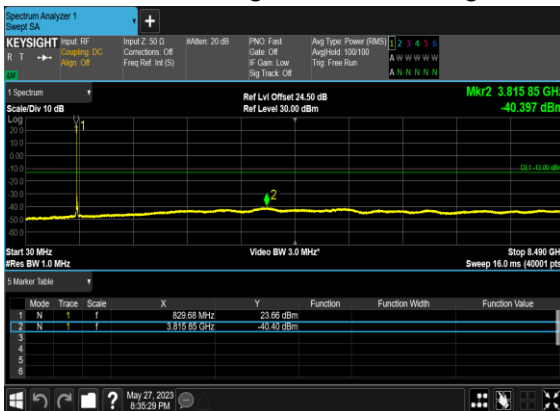 Spectrum Analyzer 1
Swept SA
KEYSIGHT Input: RF Input Z: 50 Ω #Atten: 20 dB PNO: Fast Avg Type: Power (RMS) 1 2 3 4 5 6
R T Coupling: DC Corrections: Off Gate: Off Avg|Hold: 100/100 A W W W W W
Align: Off Freq Ref: Int (S) IF Gain: Low Trig: Free Run
Sig Track: Off A N N N N N
1 Spectrum Ref Lvl Offset 24.50 dB Mkr2 3.815 85 GHz
Scale/Div 10 dB Ref Level 30.00 dBm -40.397 dBm
Log
20.0
10.0
0.00
-10.0
-20.0
-30.0
-40.0
-50.0
-60.0
1
DL1 -13.00 dBm
2
Start 30 MHz Video BW 3.0 MHz* Stop 8.490 GHz
#Res BW 1.0 MHz Sweep 16.0 ms (40001 pts)
5 Marker Table
Mode Trace Scale X Y Function Function Width Function Value
1 N 1 f 829.68 MHz 23.66 dBm
2 N 1 f 3.815 85 GHz -40.40 dBm
3
4
5
6
? May 27, 2023
8:35:29 PM